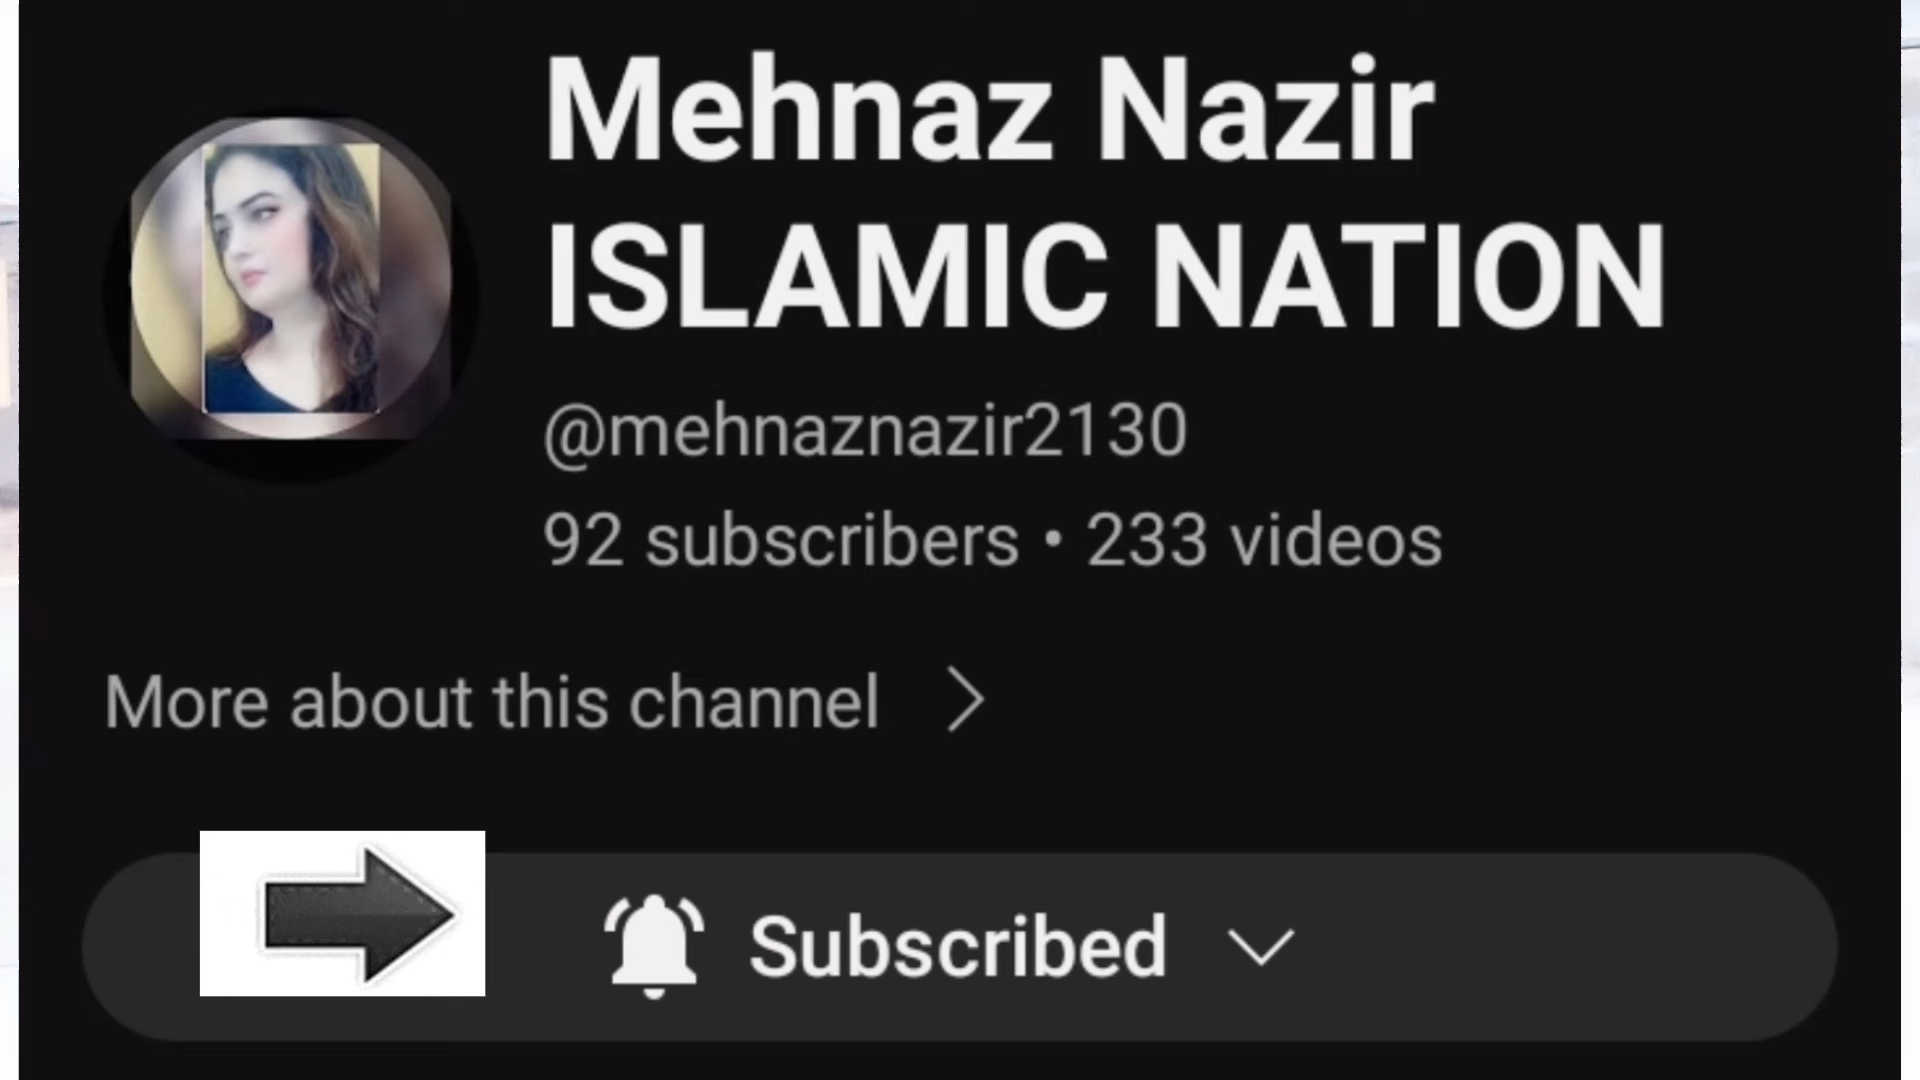 Mehnaz Nazir
ISLAMIC NATION
@mehnaznazir2130
92 subscribers • 233 videos
More about this channel
Subscribed